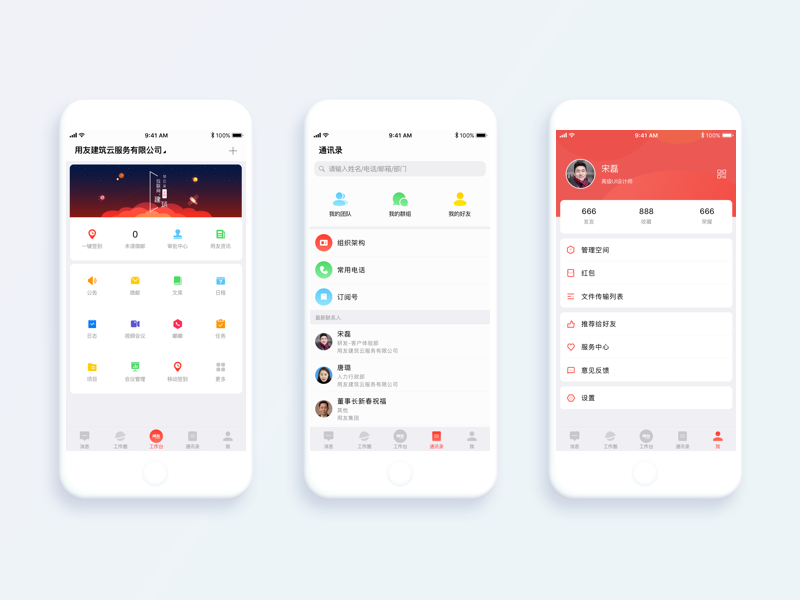 9:41 AM
100%
用友建筑云服务有限公司
一键签到
0
未读微邮
审批中心
用友资讯
公告
微邮
文库
日程
日志
视频会议
邮邮
任务
项目
会议管理
移动签到
更多
消息
工作圈
工作台
通讯录
我
9:41 AM
100%
通讯录
请输入姓名/电话/邮箱/部门
我的团队
我的群组
我的好友
组织架构
常用电话
订阅号
最新联系人
宋磊
研发-客户体验部
用友建筑云服务有限公司
唐璐
人力行政部
用友建筑云服务有限公司
董事长新春祝福
其他
用友集团
消息
工作圈
工作台
通讯录
我
9:41 AM
100%
宋磊
高级UI设计师
666
888
666
发言
收藏
荣耀
管理空间
红包
文件传输列表
推荐给好友
服务中心
意见反馈
设置
消息
工作圈
工作台
通讯录
我